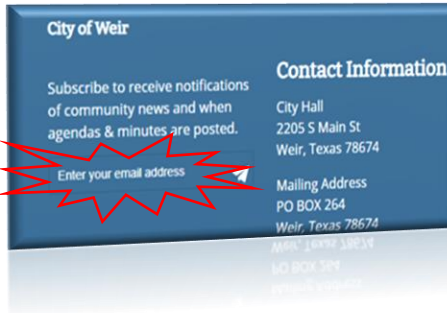 City of Weir
Subscribe to receive notifications
of community news and when
agendas & minutes are posted.
Enter your email address
Contact Information
City Hall
2205 S Main St
Weir, Texas 78674
Mailing Address
PO BOX 264
Weir, Texas 78674